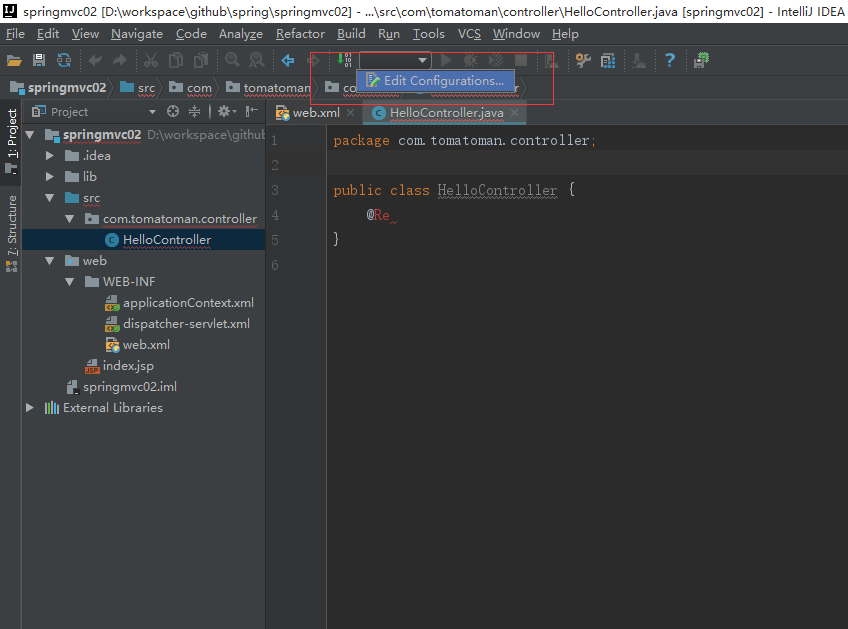 springmvc02 [D:\workspace\github\spring\springmvc02] - ...\src\com\tomatoman\controller\HelloController.java [springmvc02] - IntelliJ IDEA
File Edit View Navigate Code Analyze Refactor Build Run Tools VCS Window Help
Edit Configurations...
springmvc02 src com tomatoman
Project
web.xml HelloController.java
1: Project
7: Structure
springmvc02 D:\workspace\github
.idea
lib
src
com.tomatoman.controller
HelloController
web
WEB-INF
applicationContext.xml
dispatcher-servlet.xml
web.xml
index.jsp
springmvc02.iml
External Libraries
1 package com.tomatoman.controller;
2
3 public class HelloController {
4 @Re
5 }
6